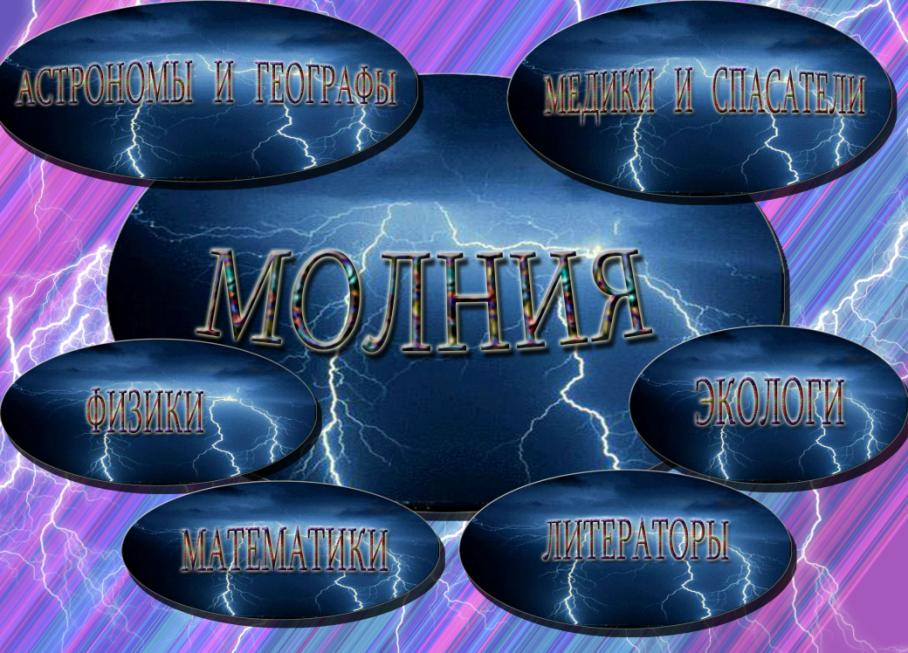 АСТРОНОМЫ И ГЕОГРАФЫ
МЕДИКИ И СПАСАТЕЛИ
МОЛНИЯ
ФИЗИКИ
ЭКОЛОГИ
МАТЕМАТИКИ
ЛИТЕРАТОРЫ